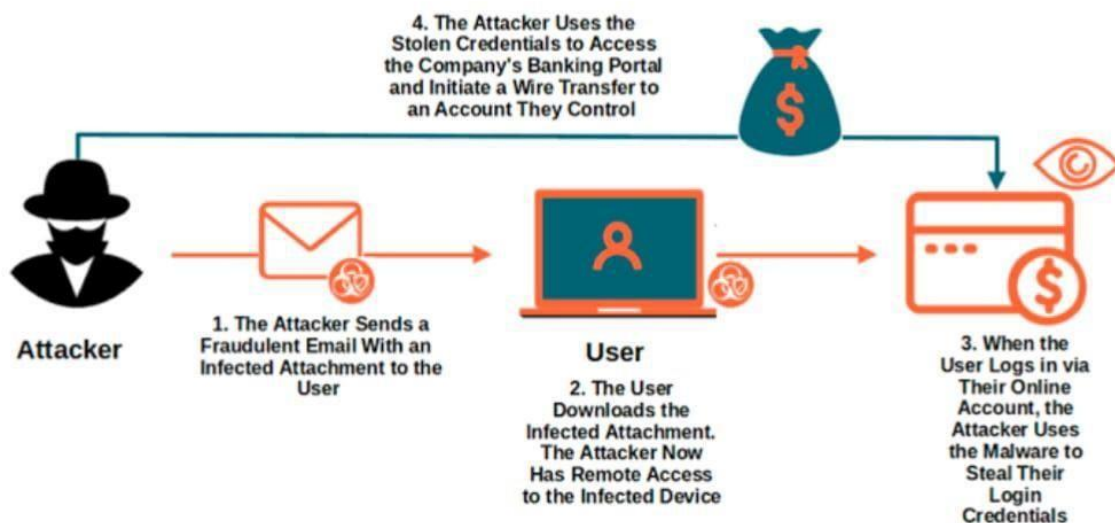 4. The Attacker Uses the
Stolen Credentials to Access
the Company's Banking Portal
and Initiate a Wire Transfer to
an Account They Control
$
Attacker
1. The Attacker Sends a
Fraudulent Email With an
Infected Attachment to the
User
User
2. The User
Downloads the
Infected Attachment.
The Attacker Now
Has Remote Access
to the Infected Device
$
3. When the
User Logs in via
Their Online
Account, the
Attacker Uses
the Malware to
Steal Their
Login
Credentials